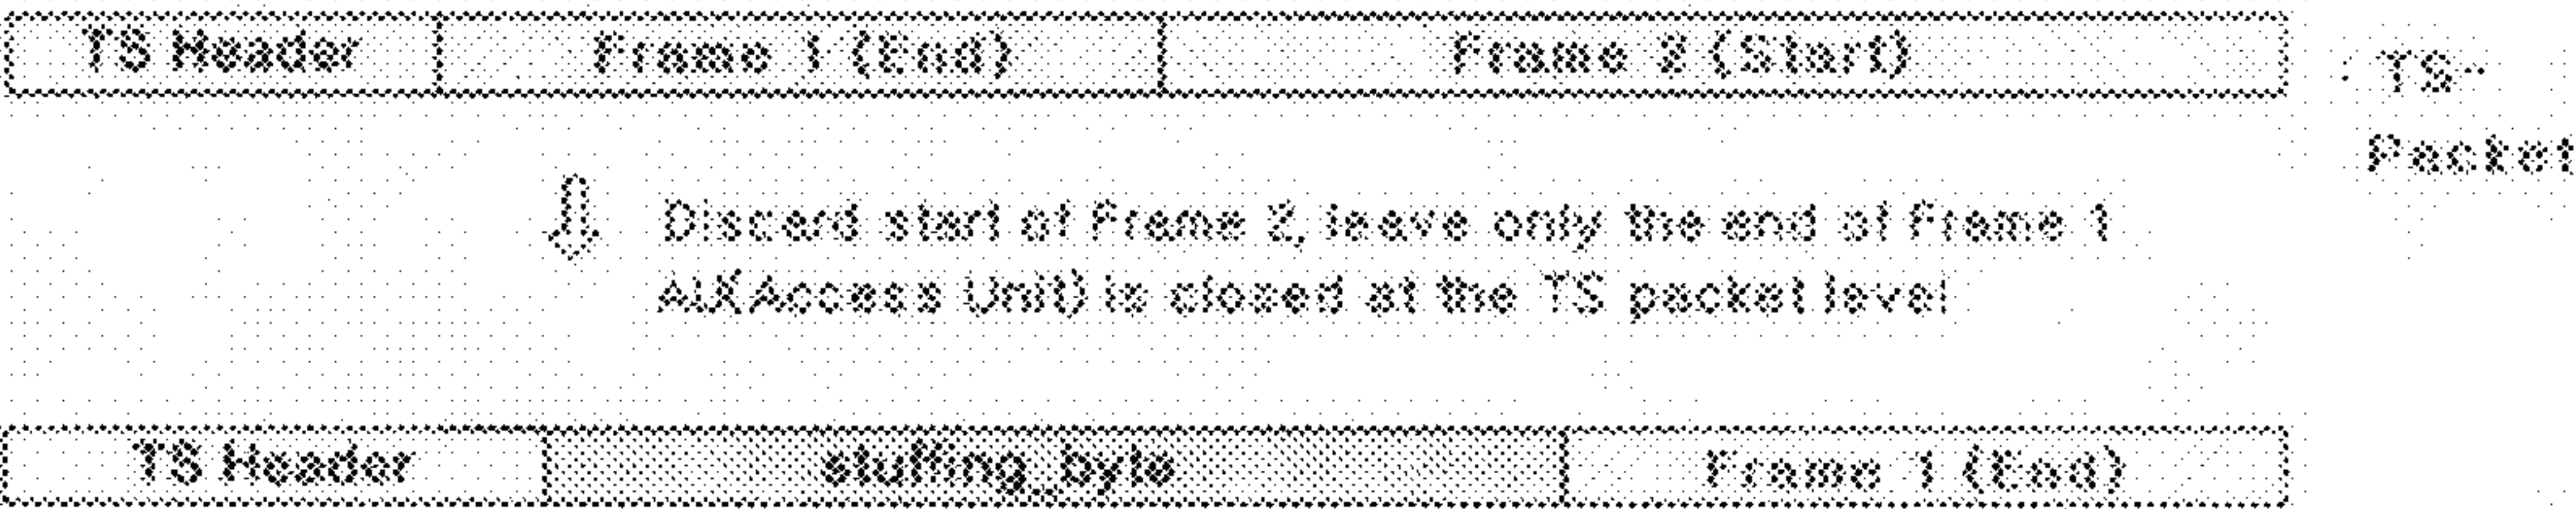 TS Header Frame 1 (End) Frame 2 (Start)
TS-
Packet
Discard start of Frame 2, leave only the end of Frame 1
AU(Access Unit) is closed at the TS packet level
TS Header stuffing_byte Frame 1 (End)